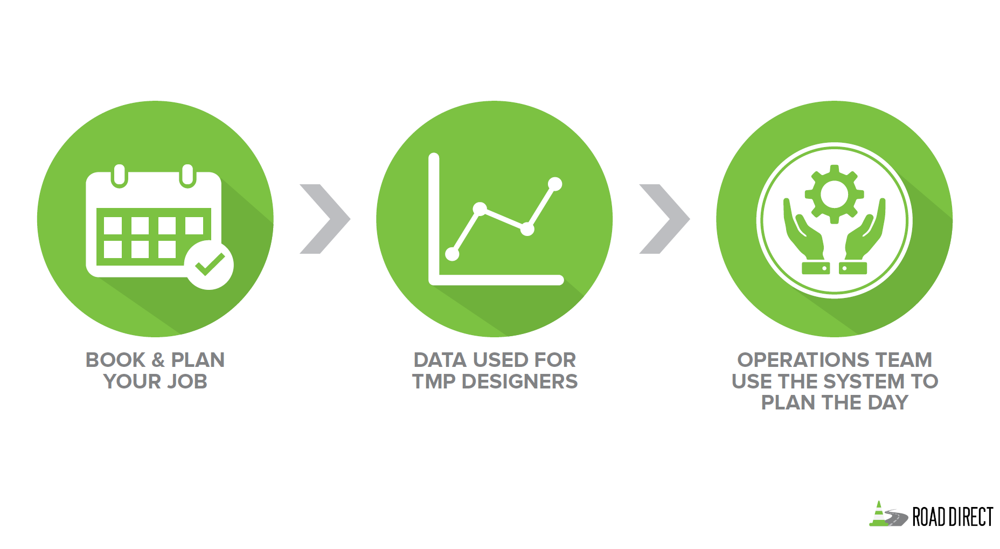 BOOK & PLAN
YOUR JOB
DATA USED FOR
TMP DESIGNERS
OPERATIONS TEAM
USE THE SYSTEM TO
PLAN THE DAY
ROAD DIRECT